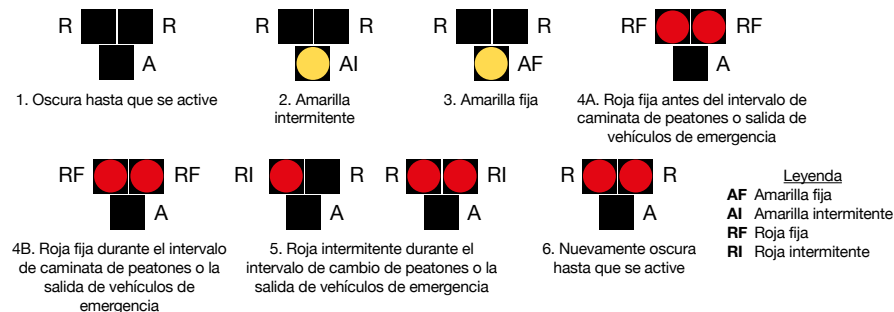 R R
A
1. Oscura hasta que se active
R R
AI
2. Amarilla
intermitente
R R
AF
3. Amarilla fija
RF RF
A
4A. Roja fija antes del intervalo de
caminata de peatones o salida de
vehículos de emergencia
RF RF
A
4B. Roja fija durante el intervalo
de caminata de peatones o la
salida de vehículos de
emergencia
RI R R RI
A A
5. Roja intermitente durante el
intervalo de cambio de peatones o la
salida de vehículos de emergencia
R R
A
6. Nuevamente oscura
hasta que se active
Leyenda
AF Amarilla fija
AI Amarilla intermitente
RF Roja fija
RI Roja intermitente